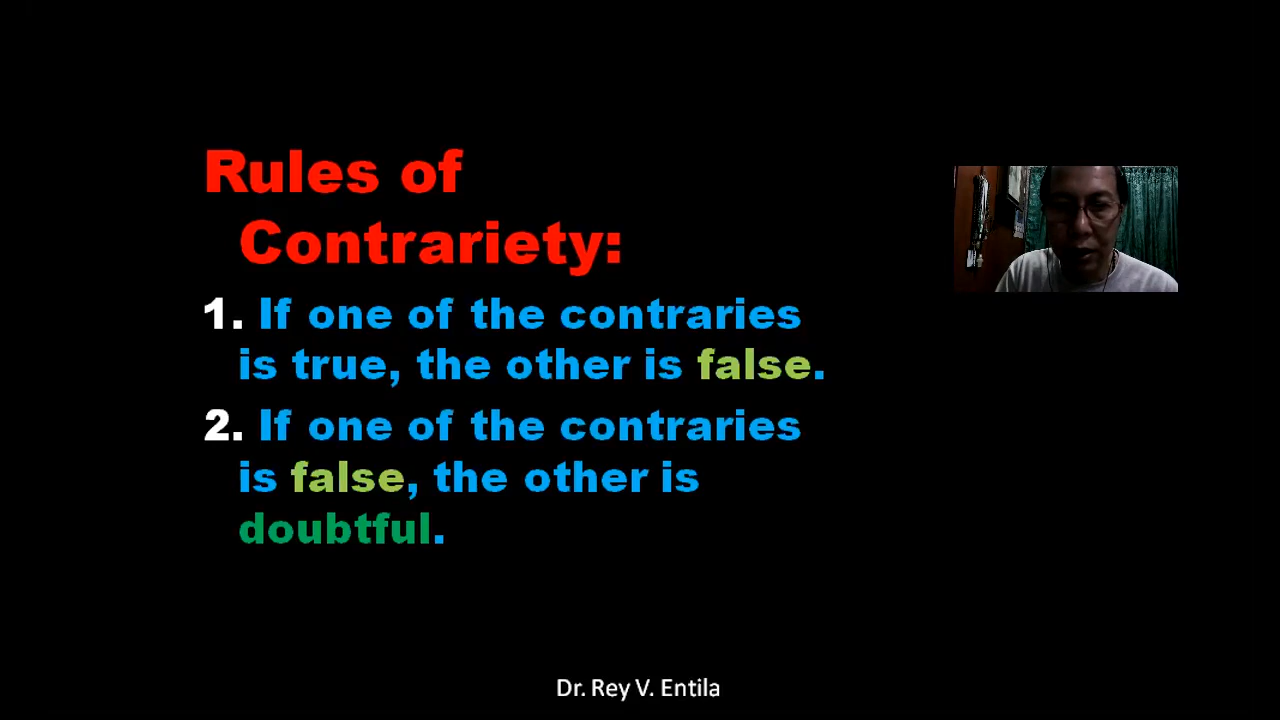 Rules of
Contrariety:
1. If one of the contraries
is true, the other is false.
2. If one of the contraries
is false, the other is
doubtful.
Dr. Rey V. Entila